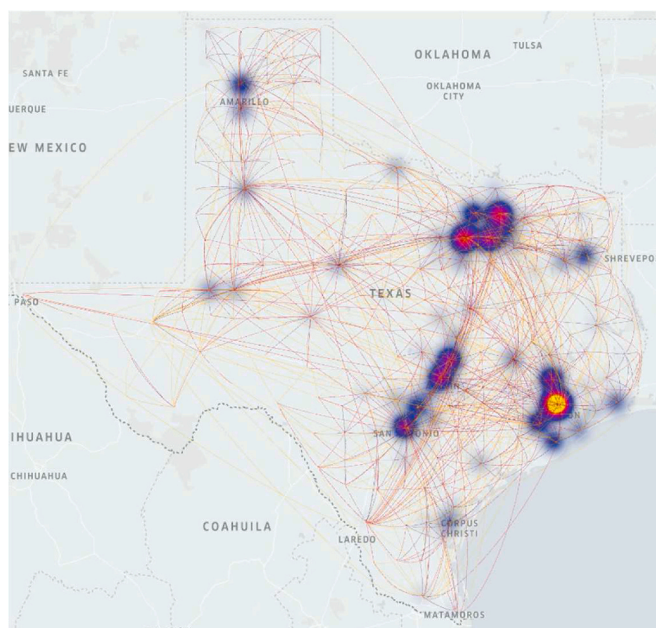 OKLAHOMA
TULSA
SANTA FE
OKLAHOMA
CITY
AMARILLO
UERQUE
EW MEXICO
SHREVEPO
TEXAS
PASO
SAN ANTONIO
IHUAHUA
CHIHUAHUA
COAHUILA
CORPUS
CHRISTI
LAREDO
MATAMOROS